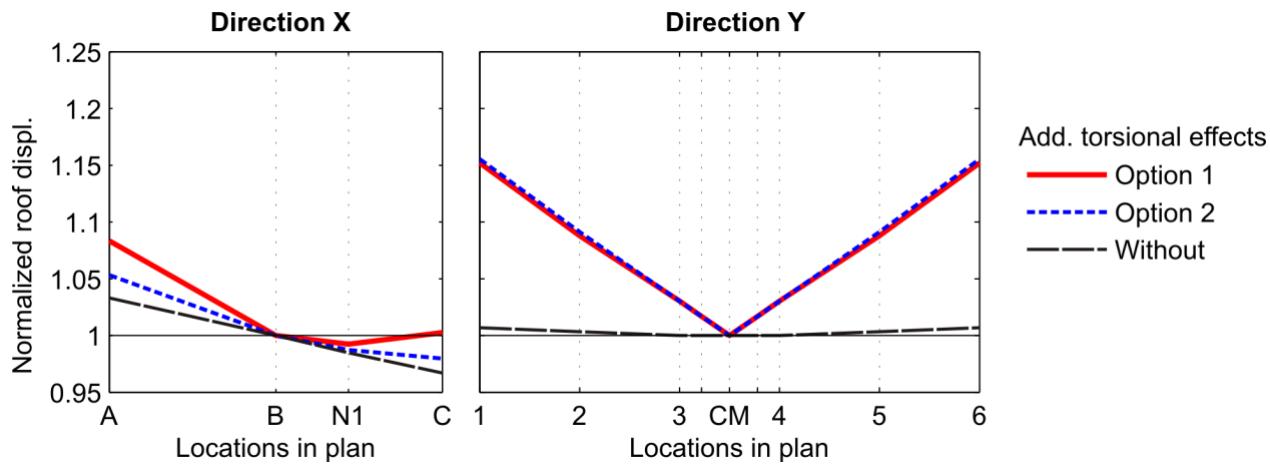 Direction X
Direction Y
Normalized roof displ.
1.25
1.2
1.15
1.1
1.05
1
0.95
A B N1 C
Locations in plan
1 2 3 CM 4 5 6
Locations in plan
Add. torsional effects
Option 1
Option 2
Without